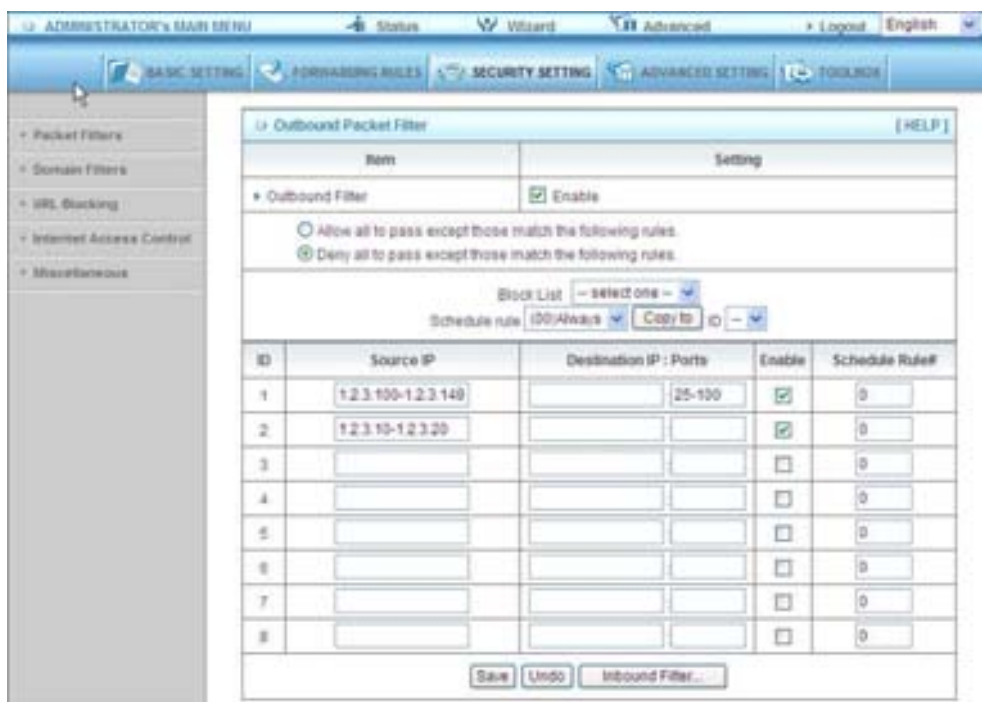 ADMINISTRATOR's MAIN MENU Status Wizard Advanced Logout English
BASIC SETTING FORWARDING RULES SECURITY SETTING ADVANCED SETTING TOOLBOX
Packet Filters
Domain Filters
URL Blocking
Internet Access Control
Miscellaneous
Outbound Packet Filter [HELP]
Item Setting
Outbound Filter Enable
Allow all to pass except those match the following rules.
Deny all to pass except those match the following rules.
Block List -- select one --
Schedule rule (00)Always Copy to ID --
ID Source IP Destination IP : Ports Enable Schedule Rule#
1 1.2.3.100-1.2.3.149 : 25-100 0
2 1.2.3.10-1.2.3.20 : 0
3 : 0
4 : 0
5 : 0
6 : 0
7 : 0
8 : 0
Save Undo Inbound Filter...